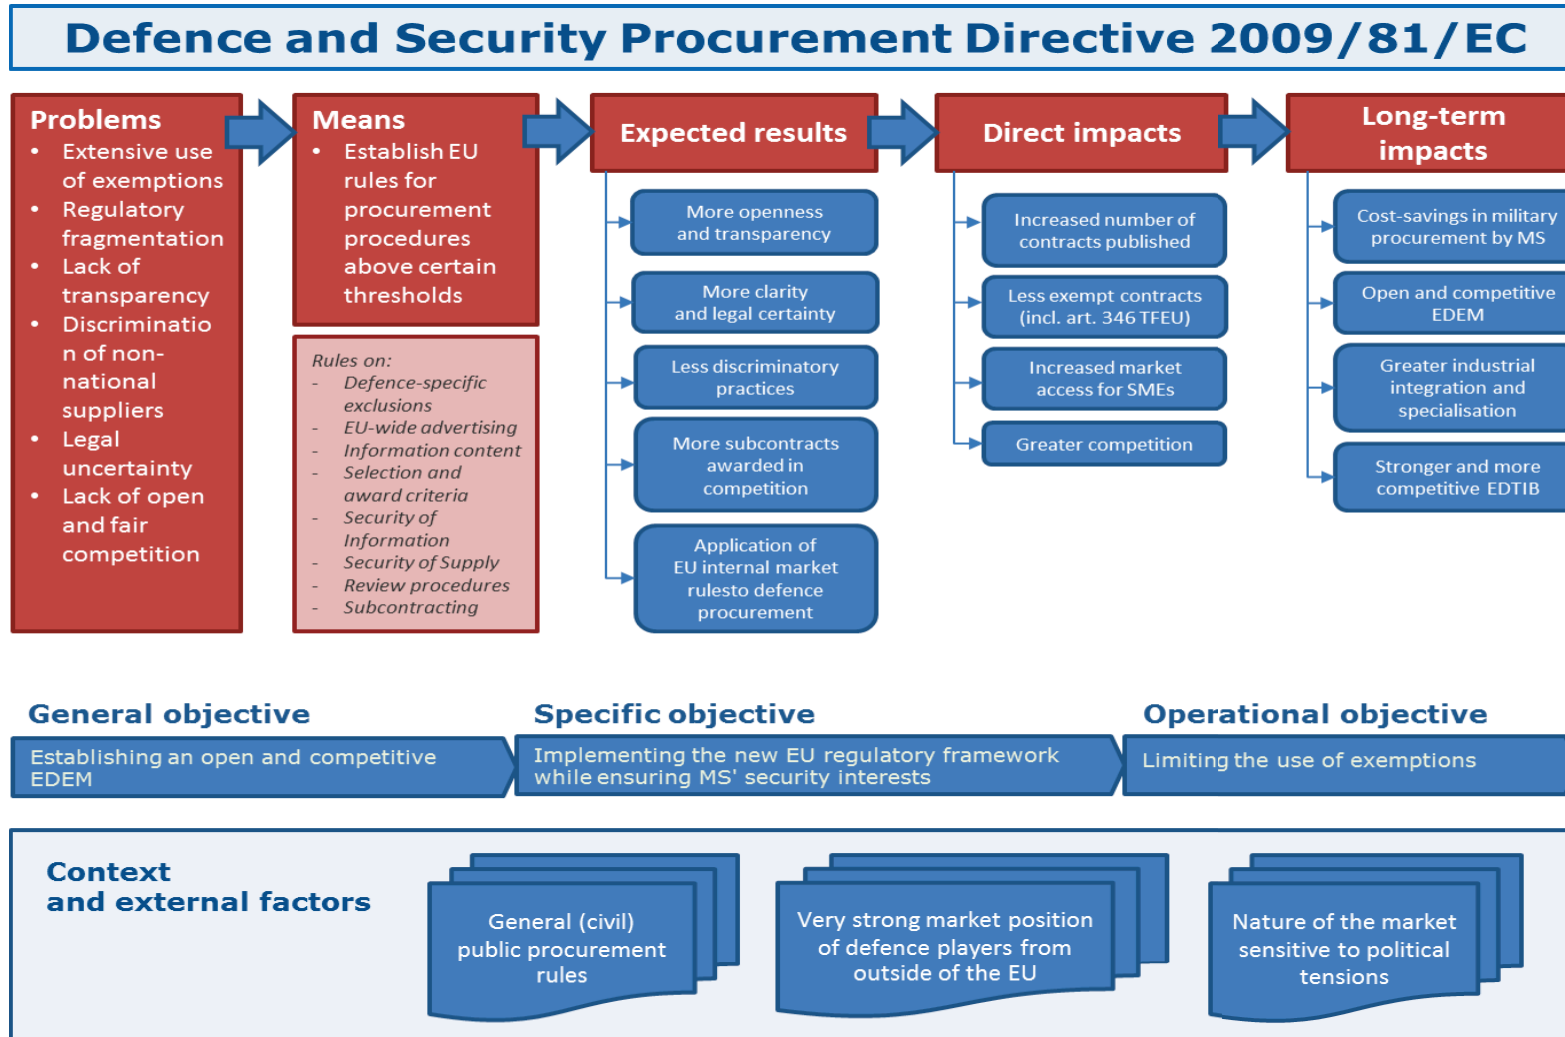 Defence and Security Procurement Directive 2009/81/EC
Problems
• Extensive use
of exemptions
• Regulatory
fragmentation
• Lack of
transparency
• Discriminatio
n of non-
national
suppliers
• Legal
uncertainty
• Lack of open
and fair
competition
Means
• Establish EU
rules for
procurement
procedures
above certain
thresholds
Rules on:
- Defence-specific
exclusions
- EU-wide advertising
- Information content
- Selection and
award criteria
- Security of
Information
- Security of Supply
- Review procedures
- Subcontracting
Expected results
More openness
and transparency
More clarity
and legal certainty
Less discriminatory
practices
More subcontracts
awarded in
competition
Application of
EU internal market
rulesto defence
procurement
Direct impacts
Increased number of
contracts published
Less exempt contracts
(incl. art. 346 TFEU)
Increased market
access for SMEs
Greater competition
Long-term
impacts
Cost-savings in military
procurement by MS
Open and competitive
EDEM
Greater industrial
integration and
specialisation
Stronger and more
competitive EDTIB
General objective
Establishing an open and competitive
EDEM
Specific objective
Implementing the new EU regulatory framework
while ensuring MS' security interests
Operational objective
Limiting the use of exemptions
Context
and external factors
General (civil)
public procurement
rules
Very strong market position
of defence players from
outside of the EU
Nature of the market
sensitive to political
tensions